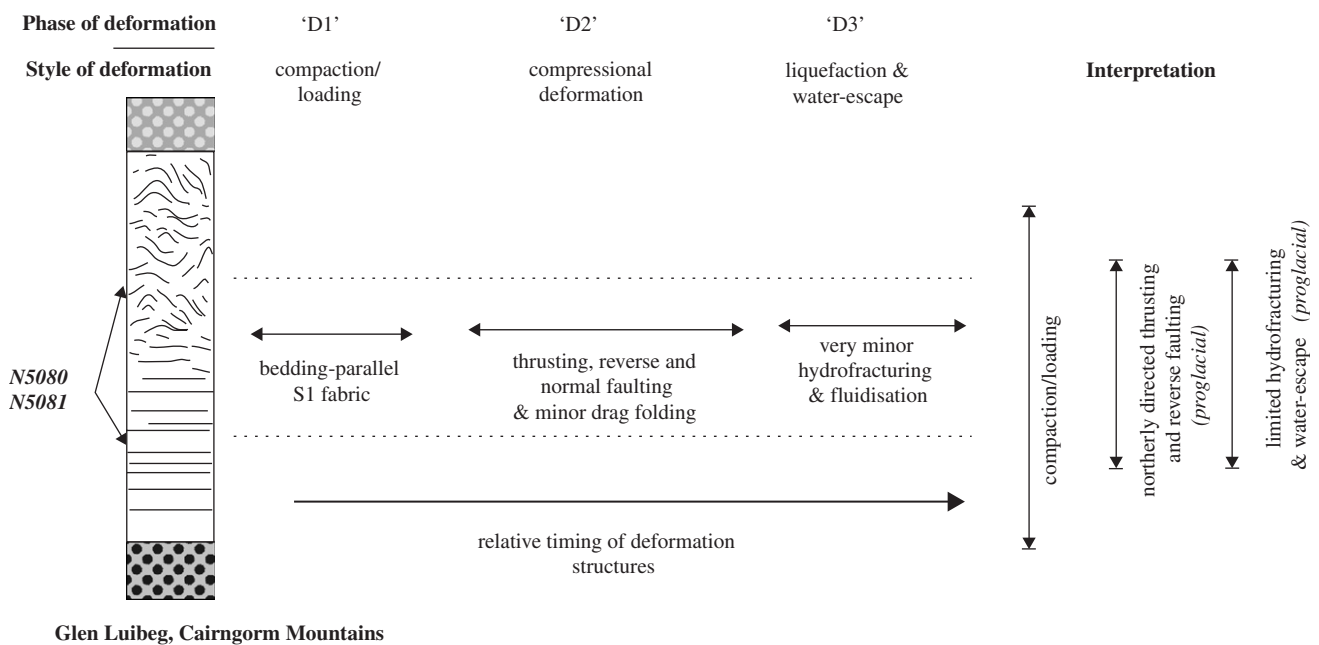 Phase of deformation
‘D1’
‘D2’
‘D3’
Style of deformation
compaction/
loading
compressional
deformation
liquefaction &
water-escape
Interpretation
N5080
N5081
bedding-parallel
S1 fabric
thrusting, reverse and
normal faulting
& minor drag folding
very minor
hydrofracturing
& fluidisation
relative timing of deformation
structures
compaction/loading
northerly directed thrusting
and reverse faulting
(proglacial)
limited hydrofracturing
& water-escape (proglacial)
Glen Luibeg, Cairngorm Mountains